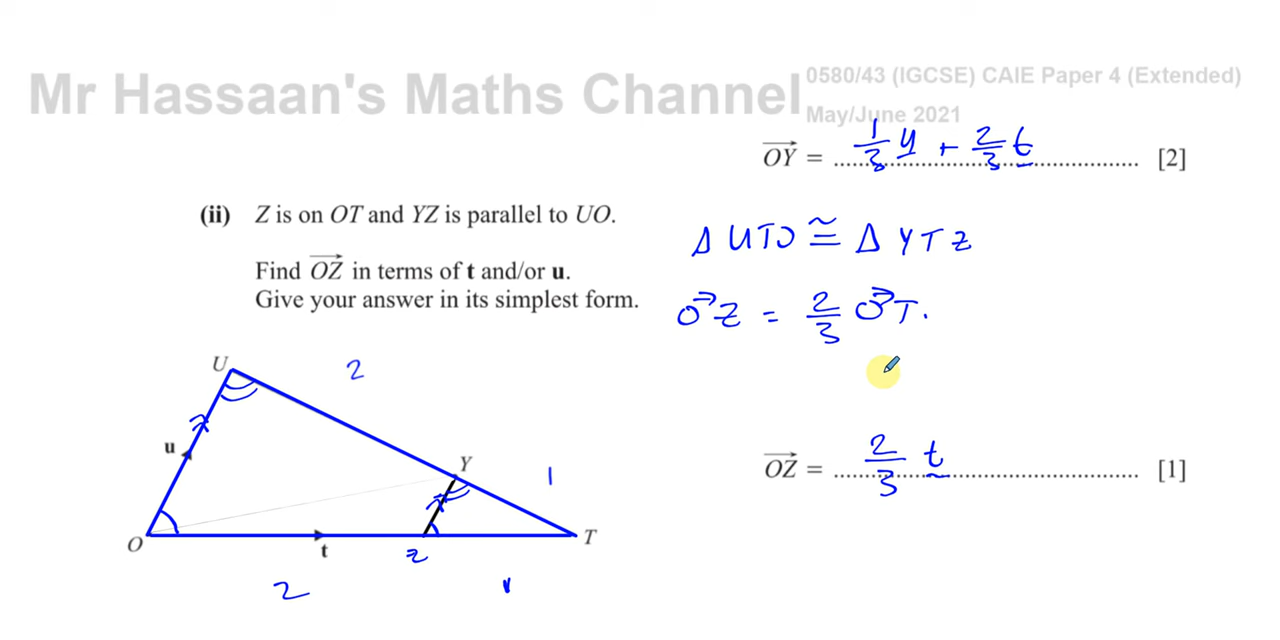 Mr Hassaan's Maths Channel
0580/43 (IGCSE) CAIE Paper 4 (Extended)
May/June 2021
OY = 1/3 u + 2/3 t [2]
(ii) Z is on OT and YZ is parallel to UO.
Δ UTO ≅ Δ YTZ
Find OZ in terms of t and/or u.
Give your answer in its simplest form.
OZ = 2/3 OT.
U
2
u
Y
1
OZ = 2/3 t [1]
O
t
Z
T
2
1